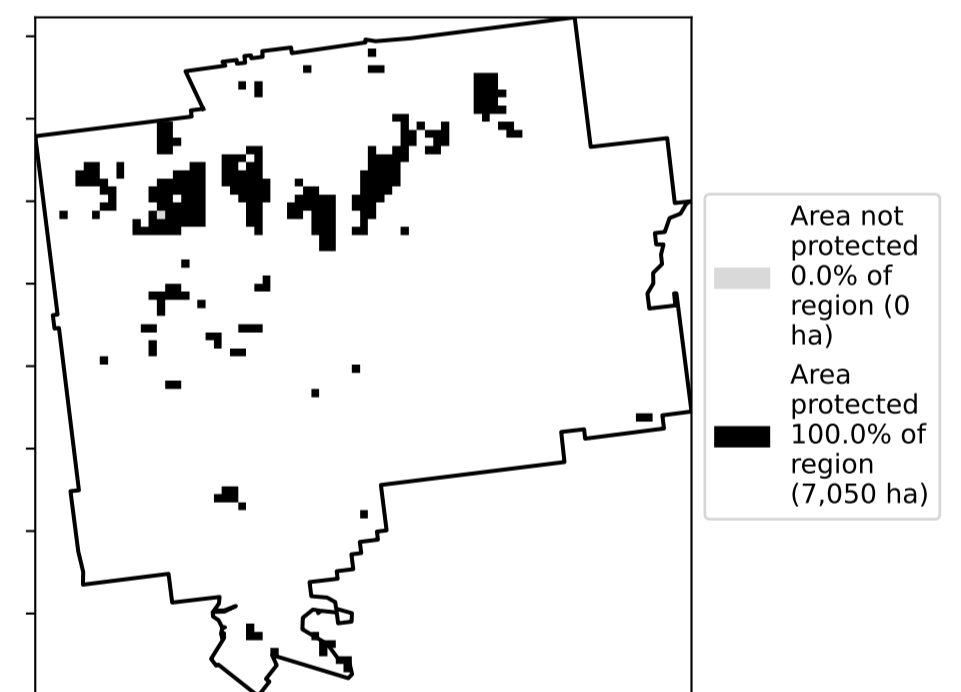 Area not
protected
0.0% of
region (0
ha)
Area
protected
100.0% of
region
(7,050 ha)